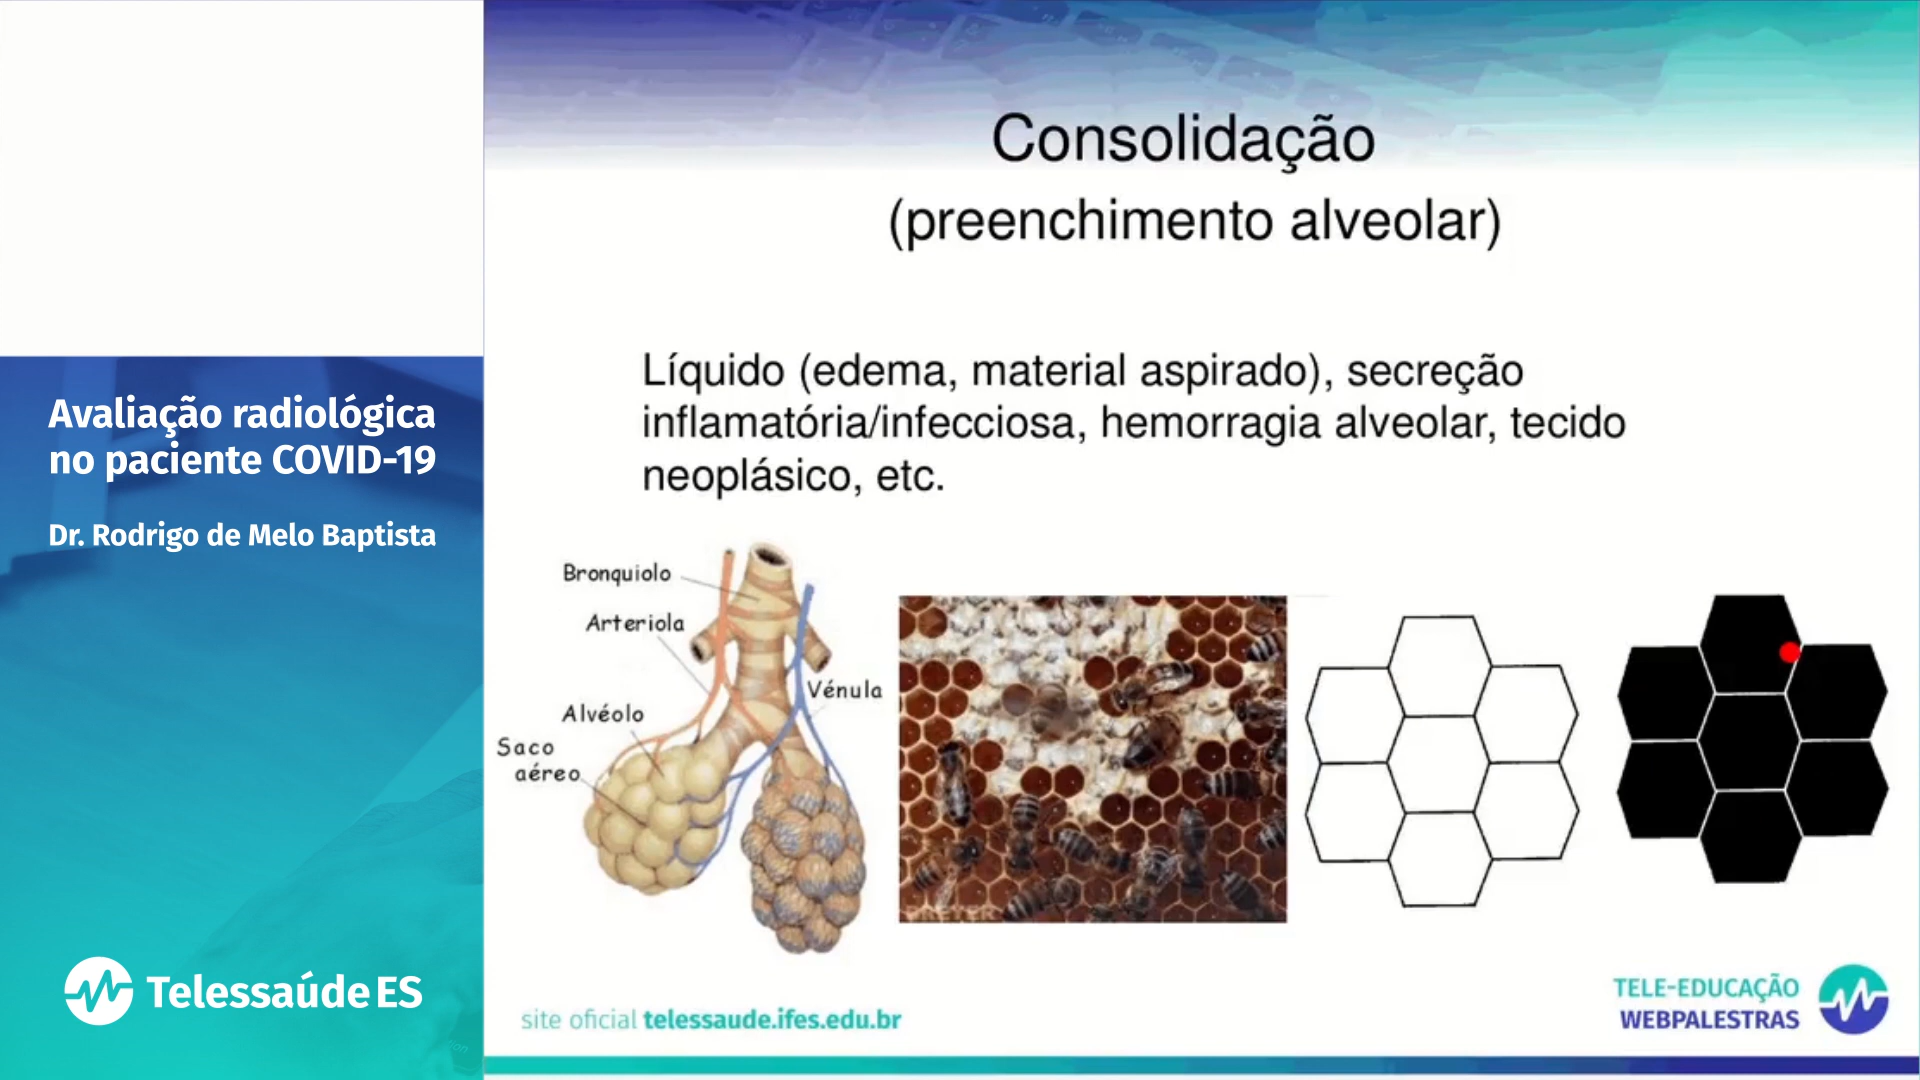 Avaliação radiológica
no paciente COVID-19
Dr. Rodrigo de Melo Baptista
Telessaúde ES
Consolidação
(preenchimento alveolar)
Líquido (edema, material aspirado), secreção
inflamatória/infecciosa, hemorragia alveolar, tecido
neoplásico, etc.
Bronquiolo
Arteriola
Vénula
Alvéolo
Saco
aéreo
site oficial telessaude.ifes.edu.br
TELE-EDUCAÇÃO
WEBPALESTRAS